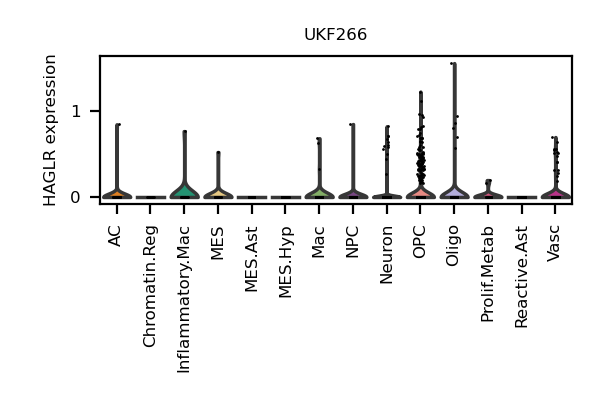 UKF266
HAGLR expression
1
0
AC
Chromatin.Reg
Inflammatory.Mac
MES
MES.Ast
MES.Hyp
Mac
NPC
Neuron
OPC
Oligo
Prolif.Metab
Reactive.Ast
Vasc